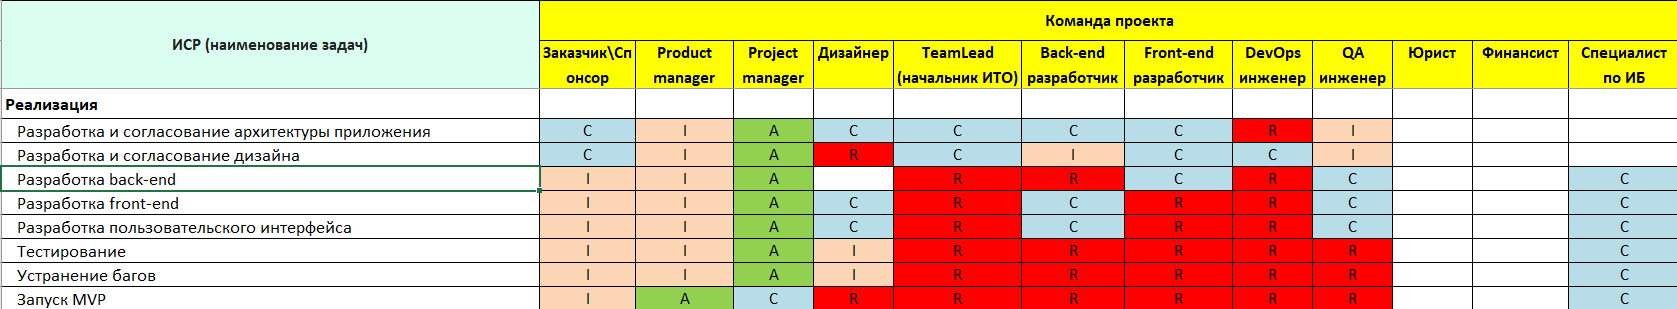 ИСР (наименование задач)
Команда проекта
Заказчик\Сп
онсор
Product
manager
Project
manager
Дизайнер
TeamLead
(начальник ИТО)
Back-end
разработчик
Front-end
разработчик
DevOps
инженер
QA
инженер
Юрист
Финансист
Специалист
по ИБ
Реализация
Разработка и согласование архитектуры приложения C I A C C C C R I
Разработка и согласование дизайна C I A R C I C C I
Разработка back-end I I A R R C R C C
Разработка front-end I I A C R C R R C C
Разработка пользовательского интерфейса I I A C R C R R C C
Тестирование I I A I R R R R R C
Устранение багов I I A I R R R R R C
Запуск MVP I A C R R R R R R C